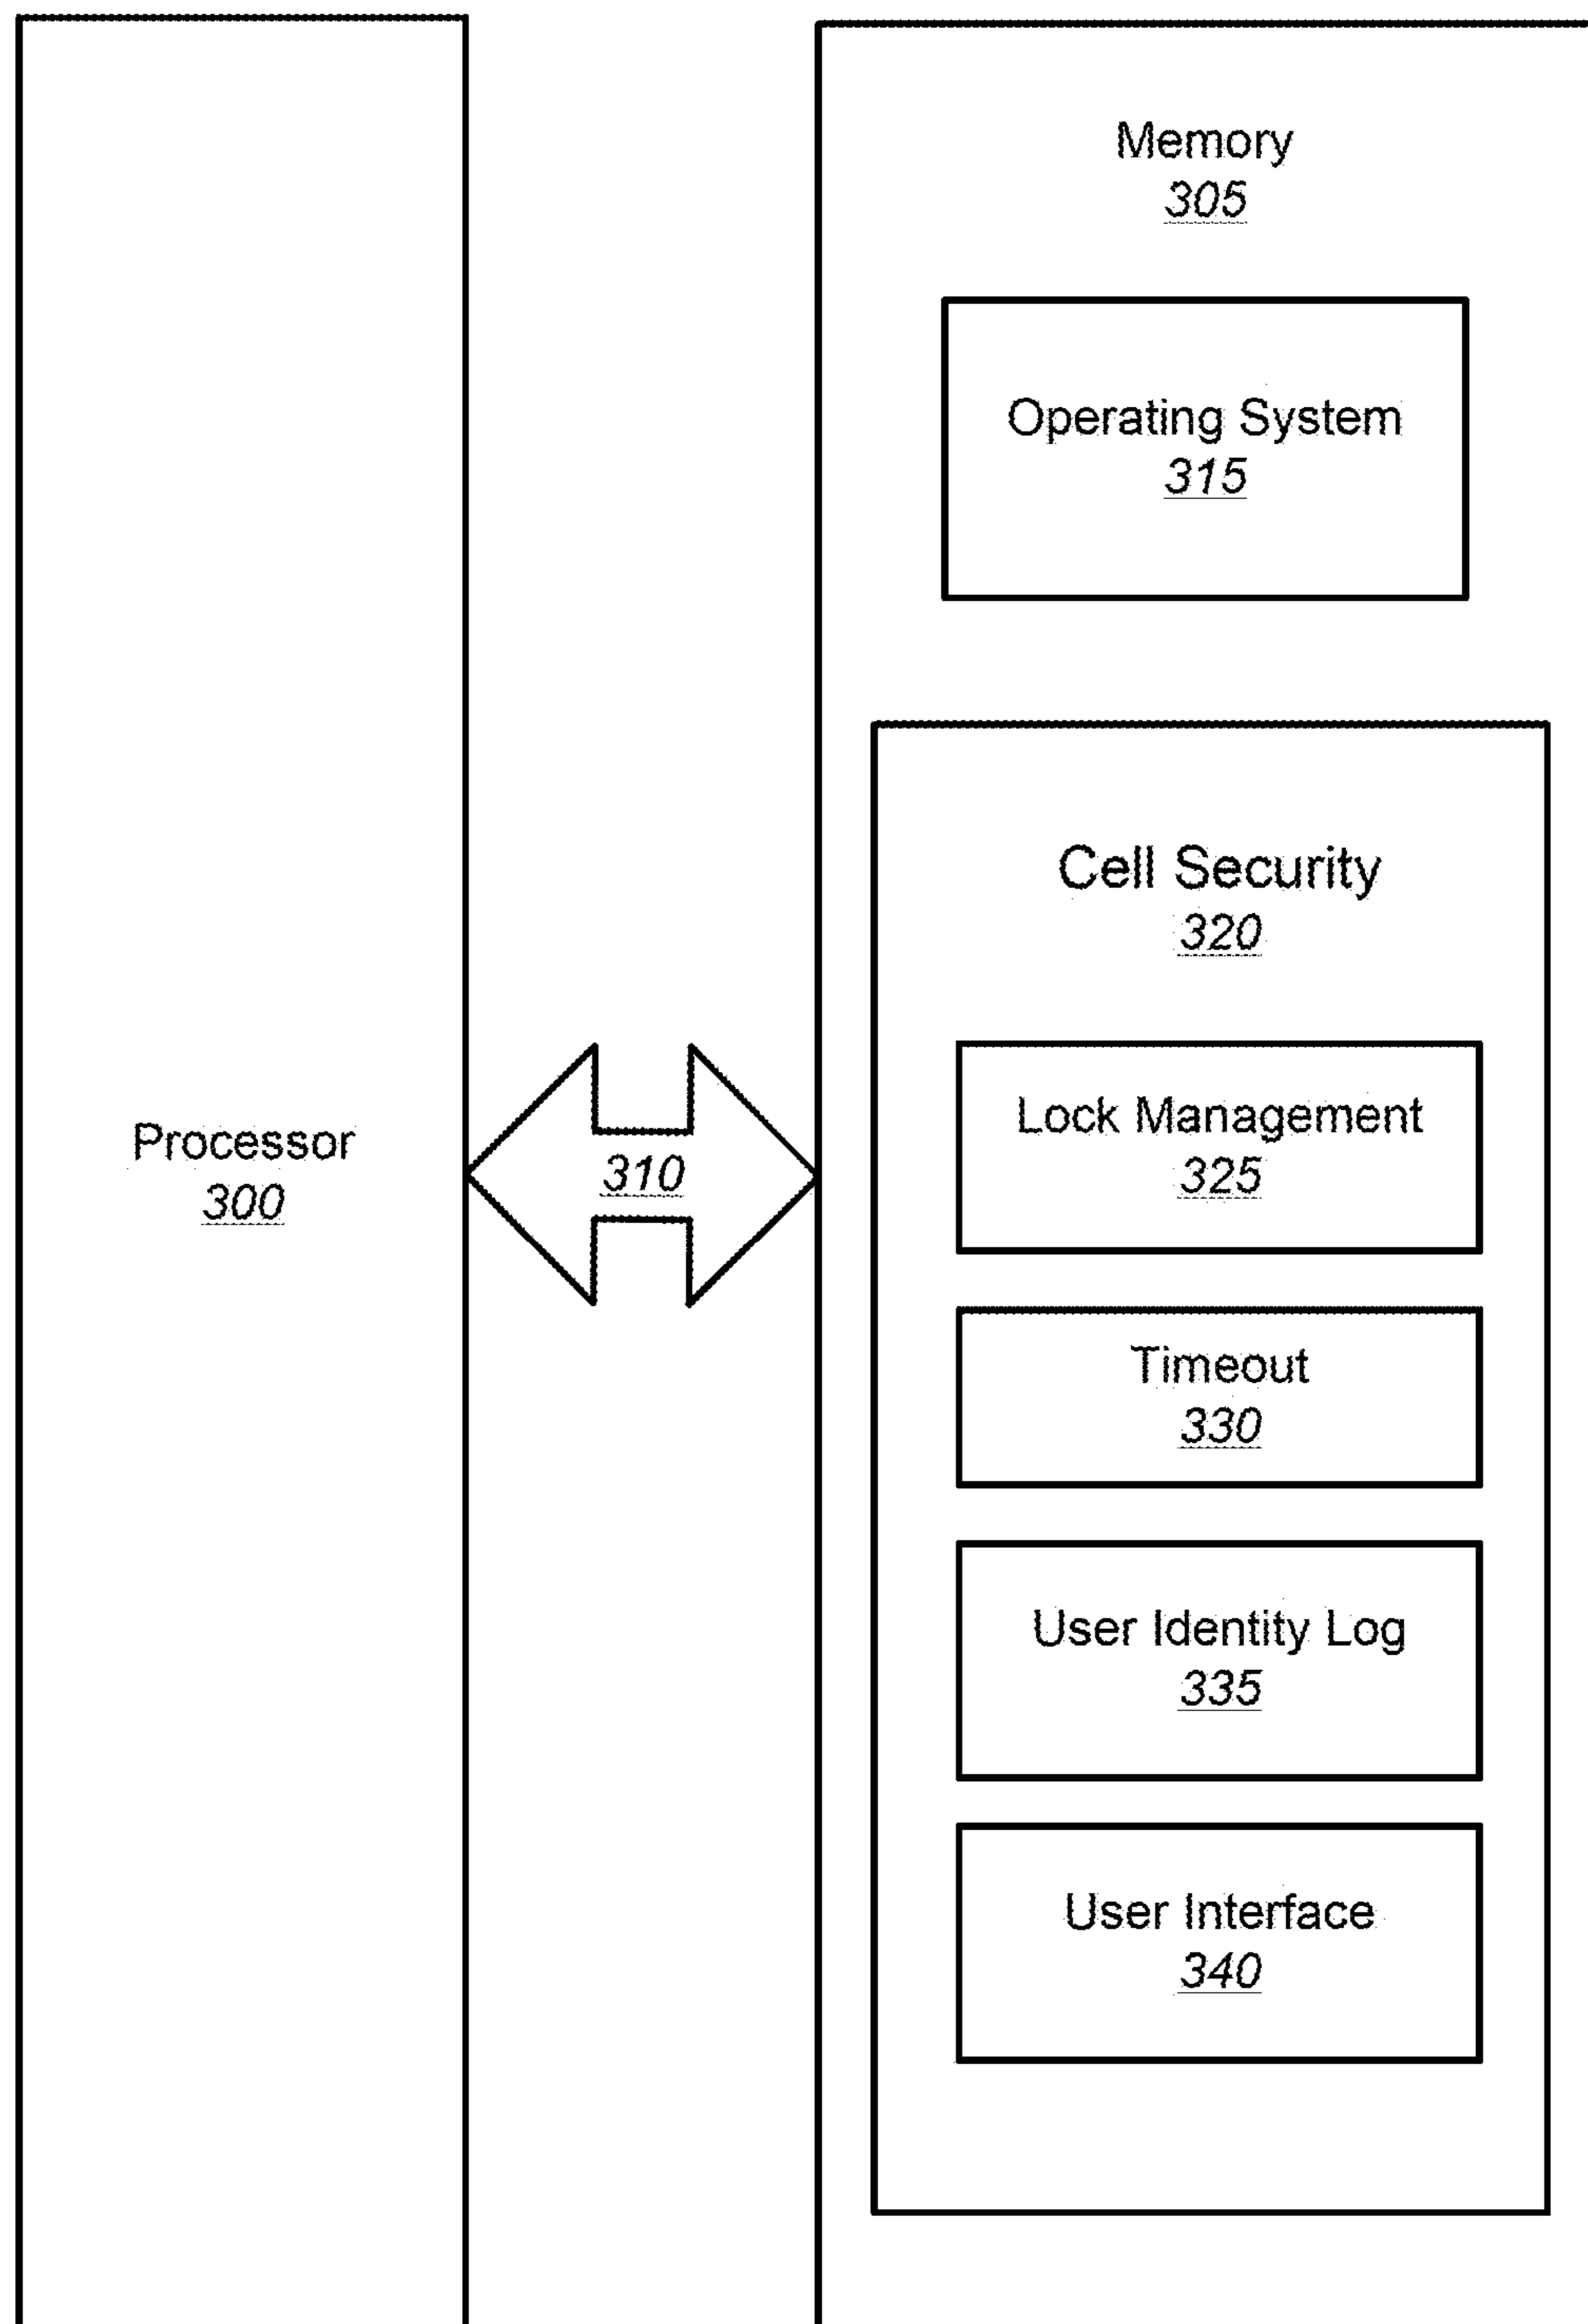 Memory
305
Operating System
315
Cell Security
320
Lock Management
325
Processor
300
310
Timeout
330
User Identity Log
335
User Interface
340